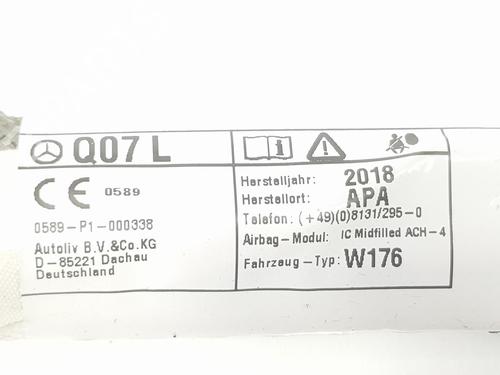 Q07 L
CE 0589
0589-P1-000338
Autoliv B.V.&Co.KG
D-85221 Dachau
Deutschland
Herstelljahr: 2018
Herstellort: APA
Telefon: (+49)(0)8131/295-0
Airbag-Modul: IC Midfilled ACH-4
Fahrzeug-Typ: W176